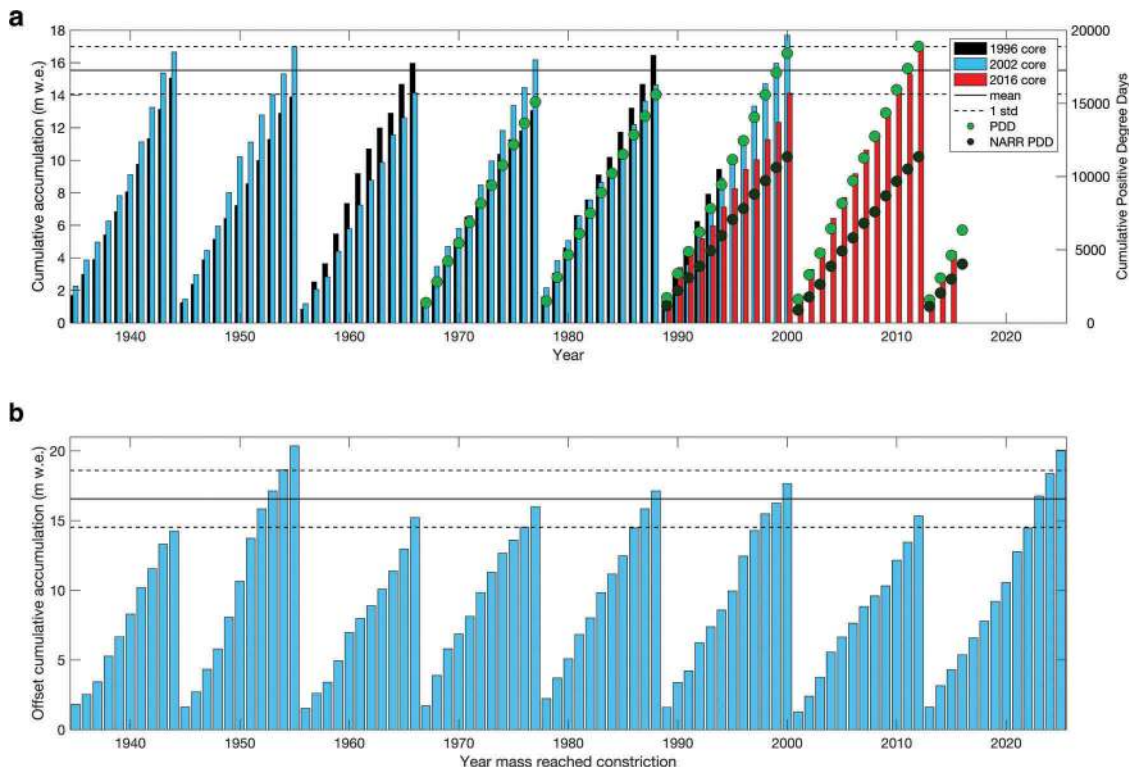 a
18
16
14
12
10
8
6
4
2
0
Cumulative accumulation (m w.e.)
20000
15000
10000
5000
0
Cumulative Positive Degree Days
1996 core
2002 core
2016 core
mean
1 std
PDD
NARR PDD
1940 1950 1960 1970 1980 1990 2000 2010 2020
Year
b
20
15
10
5
0
Offset cumulative accumulation (m w.e.)
1940 1950 1960 1970 1980 1990 2000 2010 2020
Year mass reached constriction